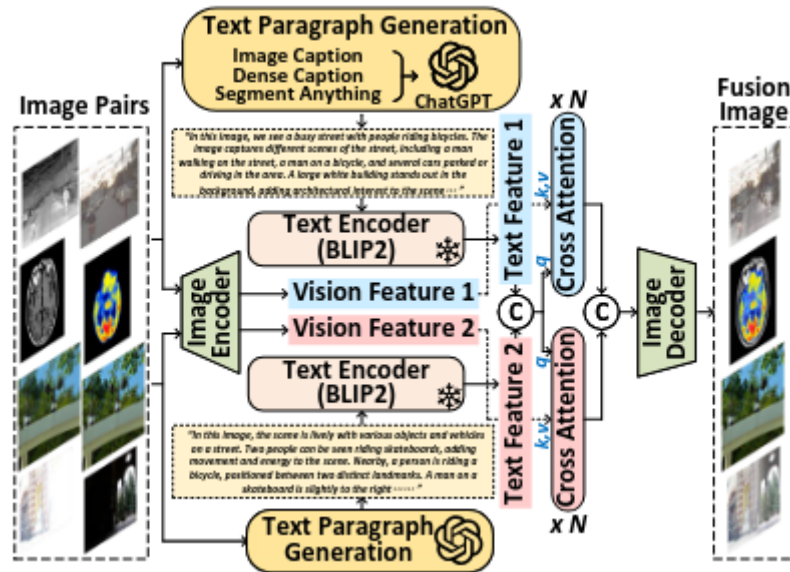 Text Paragraph Generation
Image Caption
Dense Caption
Segment Anything
ChatGPT
Image Pairs
x N
Fusion
Image
"In this image, we see a busy street with people riding bicycles. The
image captures different scenes of the street, including a man
walking on the street, a man on a bicycle, and several cars parked or
driving in the area. A large white building stands out in the
background, adding architectural interest to the scene ··· "
Text Feature 1
k,v
Cross Attention
q
Text Encoder
(BLIP2)
Image
Encoder
Vision Feature 1
Vision Feature 2
C
C
Image
Decoder
Text Encoder
(BLIP2)
Text Feature 2
q
k,v
Cross Attention
"In this image, the scene is lively with various objects and vehicles
on a street. Two people can be seen riding skateboards, adding
movement and energy to the scene. Nearby, a person is riding a
bicycle, positioned between two distinct landmarks. A man on a
skateboard is slightly to the right ······ "
x N
Text Paragraph
Generation